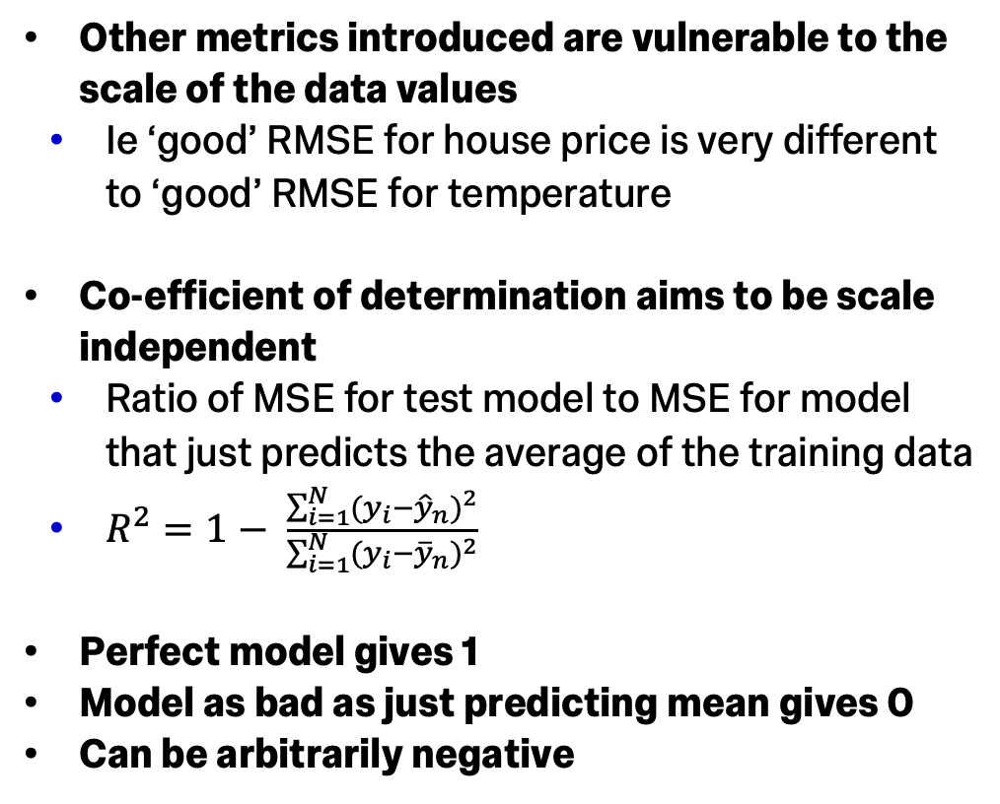 • Other metrics introduced are vulnerable to the
scale of the data values
• Ie ‘good’ RMSE for house price is very different
to ‘good’ RMSE for temperature
• Co-efficient of determination aims to be scale
independent
• Ratio of MSE for test model to MSE for model
that just predicts the average of the training data
• R² = 1 − \frac{\sum_{i=1}^{N}(y_i−\hat{y}_n)^2}{\sum_{i=1}^{N}(y_i−\bar{y}_n)^2}
• Perfect model gives 1
• Model as bad as just predicting mean gives 0
• Can be arbitrarily negative